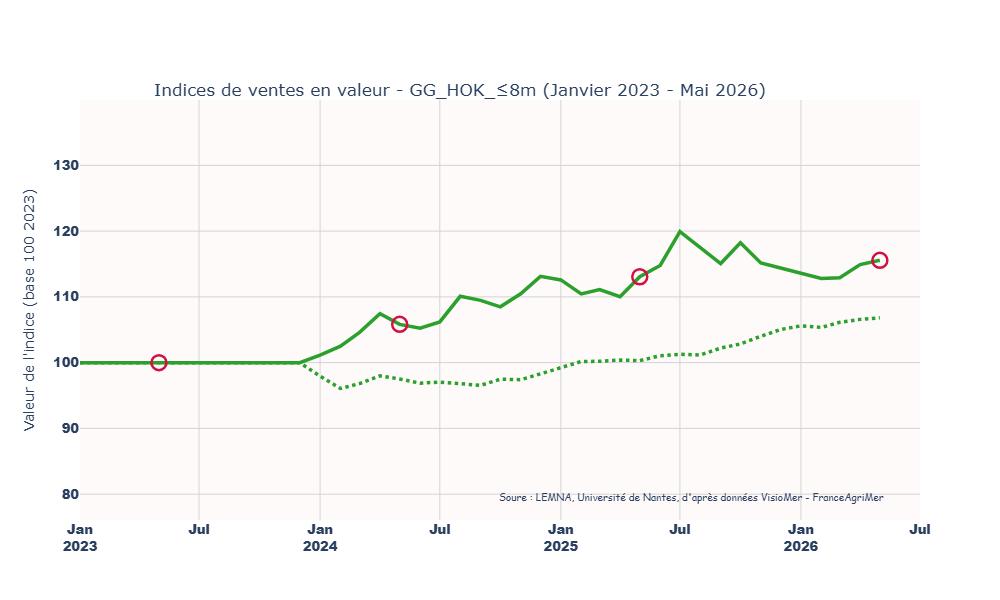 Indices de ventes en valeur - GG_HOK_≤8m (Janvier 2023 - Mai 2026)
Valeur de l'indice (base 100 2023)
130
120
110
100
90
80
Soure : LEMNA, Université de Nantes, d'après données VisioMer - FranceAgriMer
Jan Jul Jan Jul Jan Jul Jan Jul
2023 2024 2025 2026